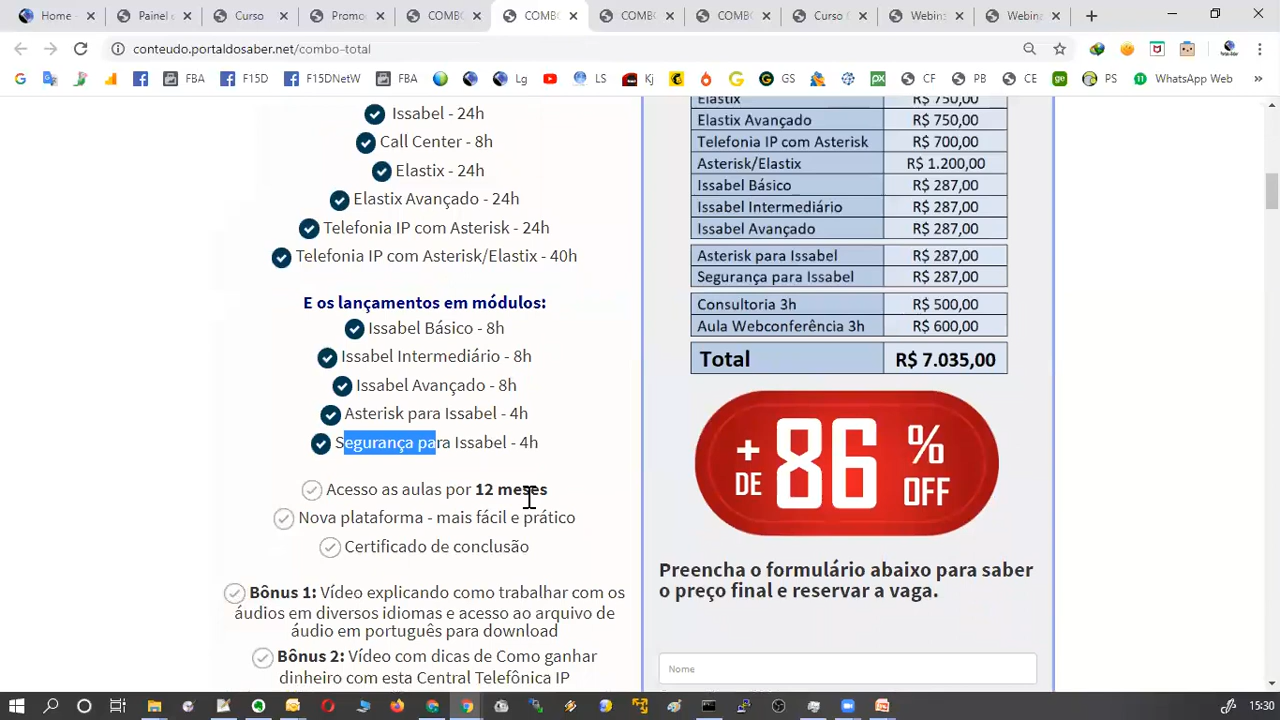 Home -
Painel d
Curso
Promo
COMBO
COMBO
COMBO
COMBO
Curso C
Webina
Webina
conteudo.portaldosaber.net/combo-total
FBA
F15D
F15DNetW
FBA
Lg
LS
Kj
GS
CF
PB
CE
PS
WhatsApp Web
Issabel - 24h
Call Center - 8h
Elastix - 24h
Elastix Avançado - 24h
Telefonia IP com Asterisk - 24h
Telefonia IP com Asterisk/Elastix - 40h
E os lançamentos em módulos:
Issabel Básico - 8h
Issabel Intermediário - 8h
Issabel Avançado - 8h
Asterisk para Issabel - 4h
Segurança para Issabel - 4h
Acesso as aulas por 12 meses
Nova plataforma - mais fácil e prático
Certificado de conclusão
Bônus 1: Vídeo explicando como trabalhar com os
áudios em diversos idiomas e acesso ao arquivo de
áudio em português para download
Bônus 2: Vídeo com dicas de Como ganhar
dinheiro com esta Central Telefônica IP
Elastix R$ 750,00
Elastix Avançado R$ 750,00
Telefonia IP com Asterisk R$ 700,00
Asterisk/Elastix R$ 1.200,00
Issabel Básico R$ 287,00
Issabel Intermediário R$ 287,00
Issabel Avançado R$ 287,00
Asterisk para Issabel R$ 287,00
Segurança para Issabel R$ 287,00
Consultoria 3h R$ 500,00
Aula Webconferência 3h R$ 600,00
Total R$ 7.035,00
+ DE 86% OFF
Preencha o formulário abaixo para saber
o preço final e reservar a vaga.
Nome
15:30